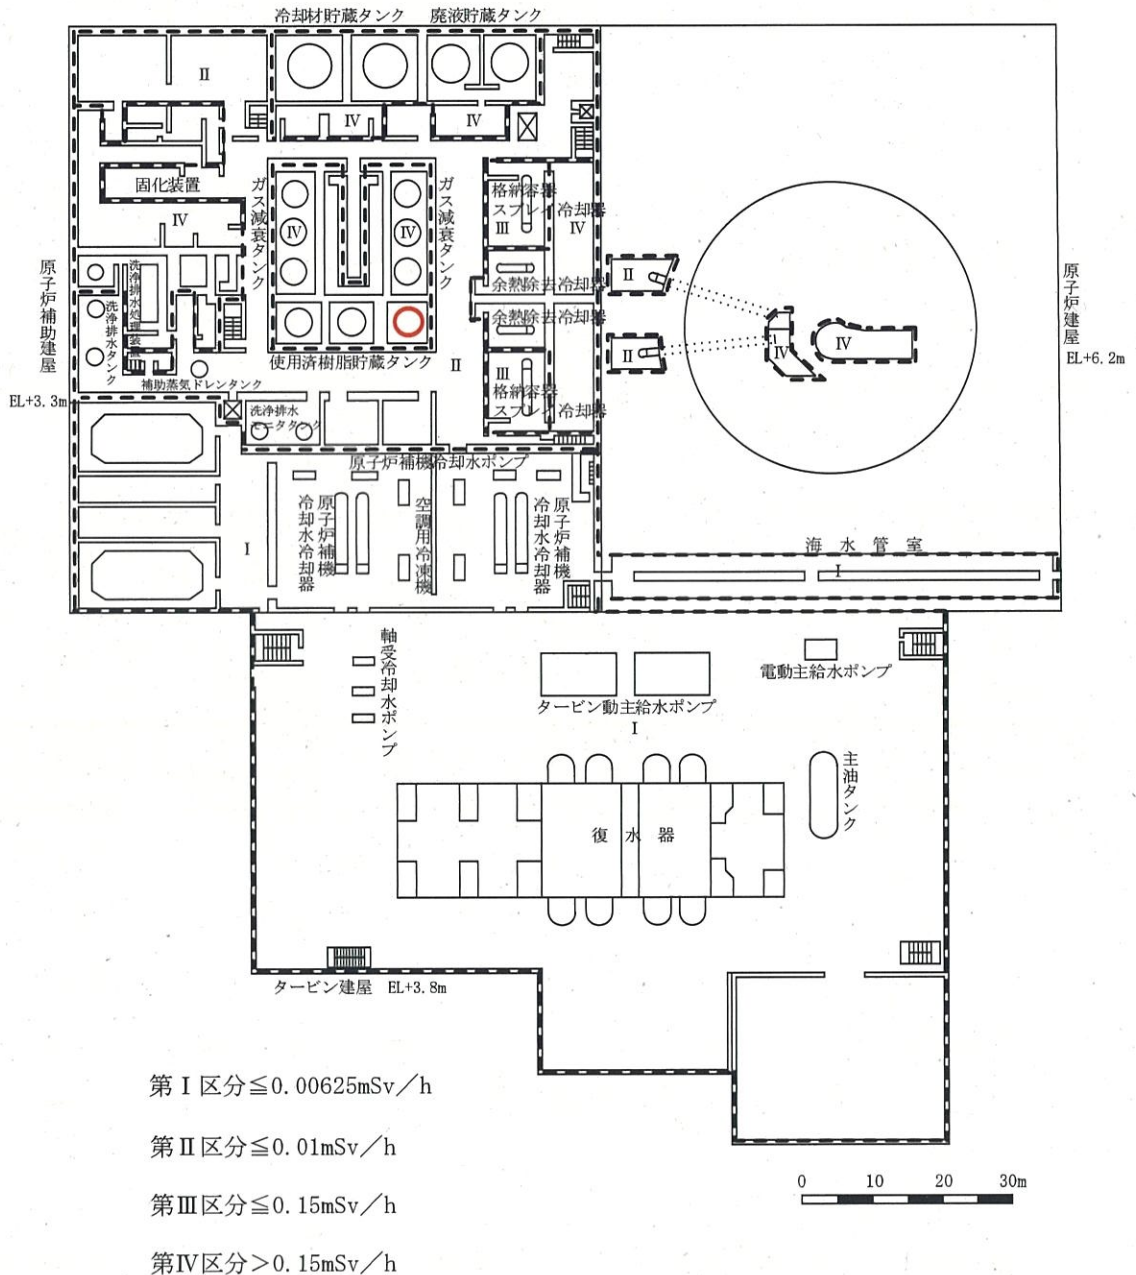 冷却材貯蔵タンク
廃液貯蔵タンク
Ⅱ
Ⅳ
Ⅳ
固化装置
Ⅳ
ガス減衰タンク
Ⅳ
Ⅳ
ガス減衰タンク
格納容器
スプレイ冷却器
Ⅲ
Ⅳ
余熱除去冷却器
余熱除去冷却器
Ⅲ
格納容器
スプレイ冷却器
Ⅱ
Ⅱ
Ⅱ
Ⅳ
Ⅳ
原子炉建屋
EL+6.2m
原子炉補助建屋
EL+3.3m
洗浄排水処理装置
洗浄排水タンク
使用済樹脂貯蔵タンク
補助蒸気ドレンタンク
洗浄排水
モニタタンク
原子炉補機冷却水ポンプ
原子炉補機
冷却水冷却器
空調用冷凍機
原子炉補機
冷却水冷却器
Ⅰ
海水管室
Ⅰ
軸受冷却水ポンプ
タービン動主給水ポンプ
Ⅰ
電動主給水ポンプ
主油タンク
復水器
タービン建屋 EL+3.8m
第Ⅰ区分≦0.00625mSv/h
第Ⅱ区分≦0.01mSv/h
第Ⅲ区分≦0.15mSv/h
第Ⅳ区分>0.15mSv/h
0 10 20 30m